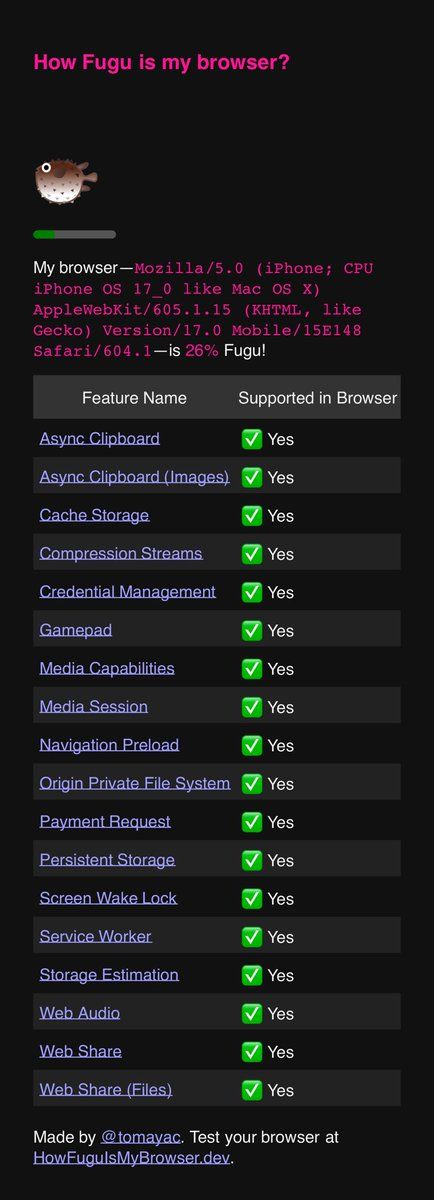 How Fugu is my browser?
My browser—Mozilla/5.0 (iPhone; CPU
iPhone OS 17_0 like Mac OS X)
AppleWebKit/605.1.15 (KHTML, like
Gecko) Version/17.0 Mobile/15E148
Safari/604.1—is 26% Fugu!
Feature Name Supported in Browser
Async Clipboard ✅ Yes
Async Clipboard (Images) ✅ Yes
Cache Storage ✅ Yes
Compression Streams ✅ Yes
Credential Management ✅ Yes
Gamepad ✅ Yes
Media Capabilities ✅ Yes
Media Session ✅ Yes
Navigation Preload ✅ Yes
Origin Private File System ✅ Yes
Payment Request ✅ Yes
Persistent Storage ✅ Yes
Screen Wake Lock ✅ Yes
Service Worker ✅ Yes
Storage Estimation ✅ Yes
Web Audio ✅ Yes
Web Share ✅ Yes
Web Share (Files) ✅ Yes
Made by @tomayac. Test your browser at
HowFuguIsMyBrowser.dev.